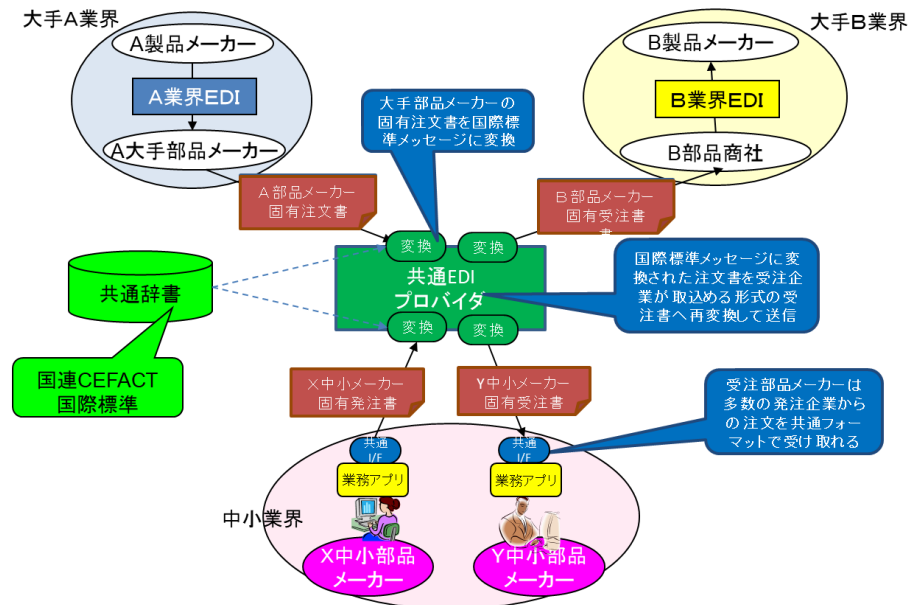 大手A業界
A製品メーカー
A業界EDI
A大手部品メーカー
大手B業界
B製品メーカー
B業界EDI
B部品商社
大手部品メーカーの
固有注文書を国際標
準メッセージに変換
A部品メーカー
固有注文書
B部品メーカー
固有受注書
書
変換
変換
共通EDI
プロバイダ
変換
変換
国際標準メッセージに変
換された注文書を受注企
業が取込める形式の受
注書へ再変換して送信
共通辞書
国連CEFACT
国際標準
X中小メーカー
固有発注書
Y中小メーカー
固有受注書
受注部品メーカーは
多数の発注企業から
の注文を共通フォー
マットで受け取れる
共通
I/F
共通
I/F
業務アプリ
業務アプリ
中小業界
X中小部品
メーカー
Y中小部品
メーカー